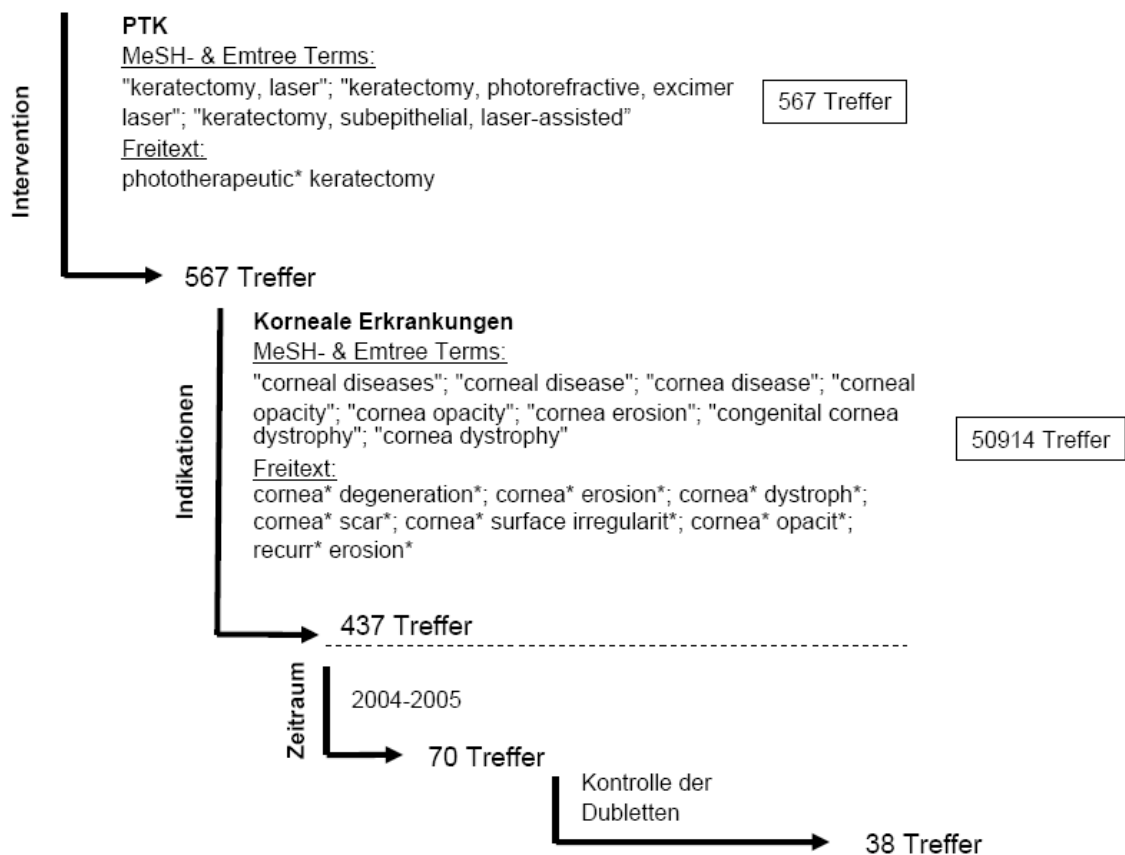 Intervention
PTK
MeSH- & Emtree Terms:
"keratectomy, laser"; "keratectomy, photorefractive, excimer
laser"; "keratectomy, subepithelial, laser-assisted”
Freitext:
phototherapeutic* keratectomy
567 Treffer
567 Treffer
Indikationen
Korneale Erkrankungen
MeSH- & Emtree Terms:
"corneal diseases"; "corneal disease"; "cornea disease"; "corneal
opacity"; "cornea opacity"; "cornea erosion"; "congenital cornea
dystrophy"; "cornea dystrophy"
Freitext:
cornea* degeneration*; cornea* erosion*; cornea* dystroph*;
cornea* scar*; cornea* surface irregularit*; cornea* opacit*;
recurr* erosion*
50914 Treffer
437 Treffer
Zeitraum
2004-2005
70 Treffer
Kontrolle der
Dubletten
38 Treffer